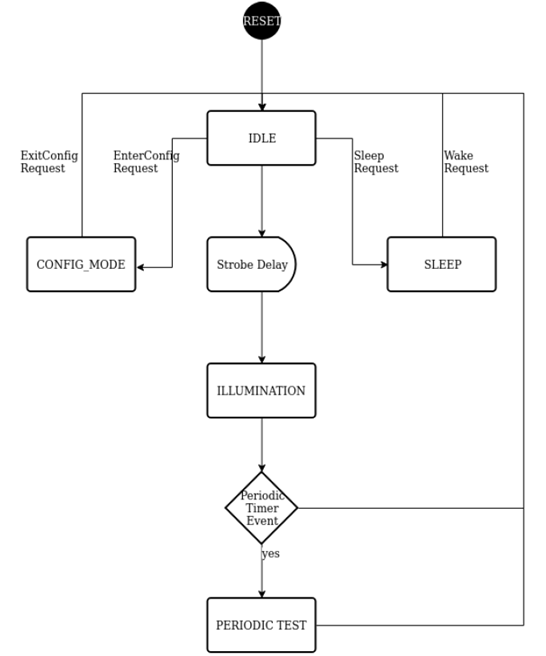 RESET
IDLE
ExitConfig
Request
EnterConfig
Request
Sleep
Request
Wake
Request
CONFIG_MODE
Strobe Delay
SLEEP
ILLUMINATION
Periodic
Timer
Event
yes
PERIODIC TEST